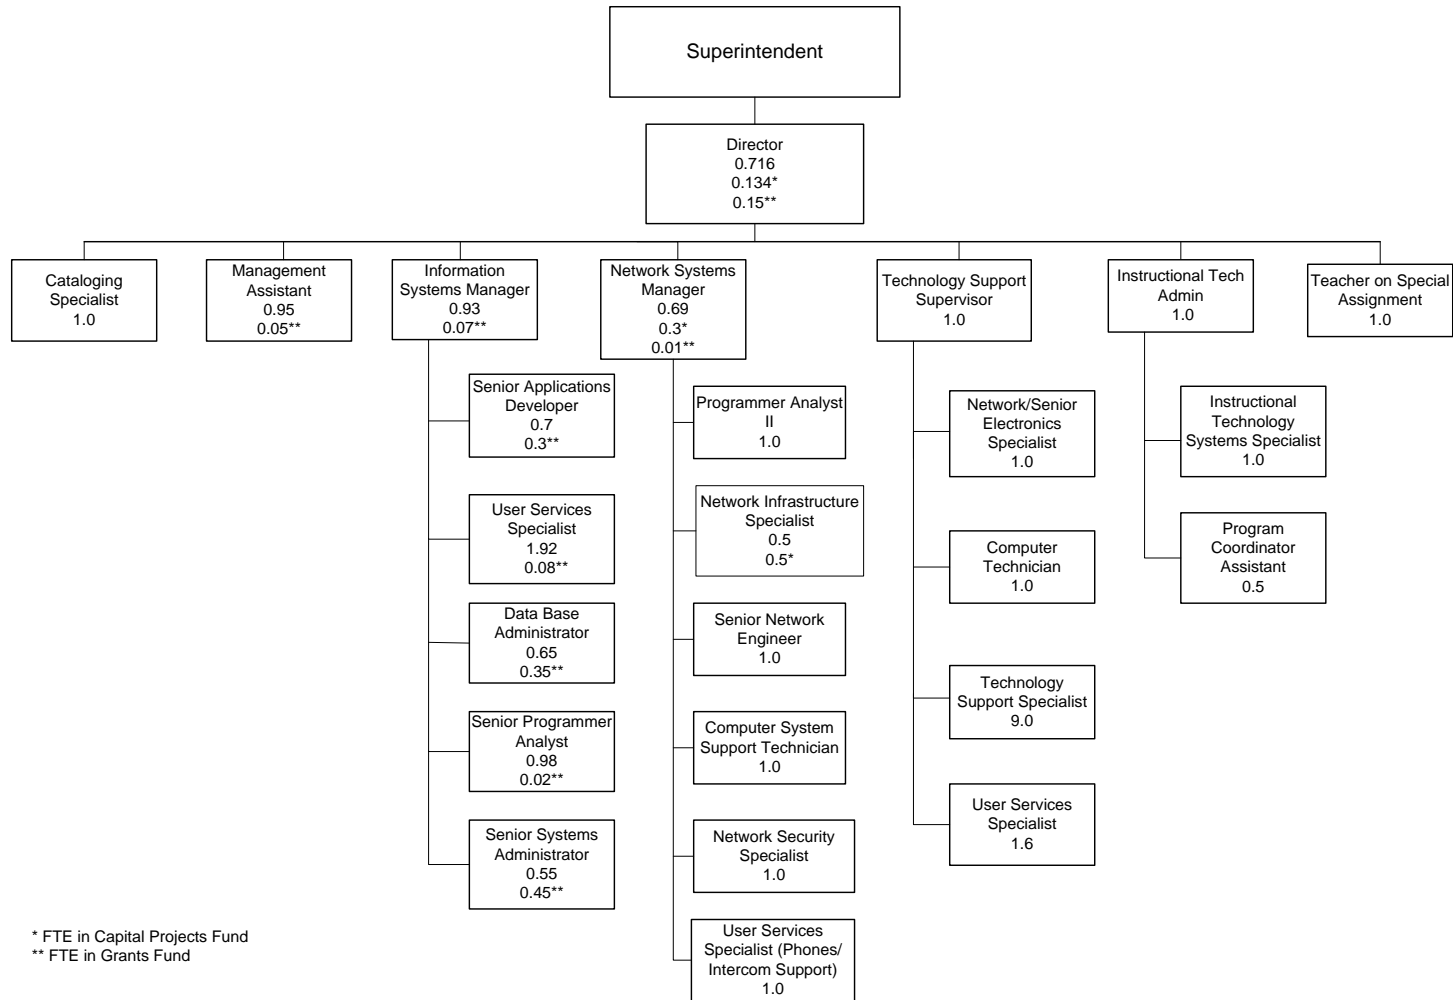 Superintendent
Director
0.716
0.134*
0.15**
Cataloging
Specialist
1.0
Management
Assistant
0.95
0.05**
Information
Systems Manager
0.93
0.07**
Network Systems
Manager
0.69
0.3*
0.01**
Technology Support
Supervisor
1.0
Instructional Tech
Admin
1.0
Teacher on Special
Assignment
1.0
Senior Applications
Developer
0.7
0.3**
User Services
Specialist
1.92
0.08**
Data Base
Administrator
0.65
0.35**
Senior Programmer
Analyst
0.98
0.02**
Senior Systems
Administrator
0.55
0.45**
Programmer Analyst
II
1.0
Network Infrastructure
Specialist
0.5
0.5*
Senior Network
Engineer
1.0
Computer System
Support Technician
1.0
Network Security
Specialist
1.0
User Services
Specialist (Phones/
Intercom Support)
1.0
Network/Senior
Electronics
Specialist
1.0
Computer
Technician
1.0
Technology
Support Specialist
9.0
User Services
Specialist
1.6
Instructional
Technology
Systems Specialist
1.0
Program
Coordinator
Assistant
0.5
* FTE in Capital Projects Fund
** FTE in Grants Fund